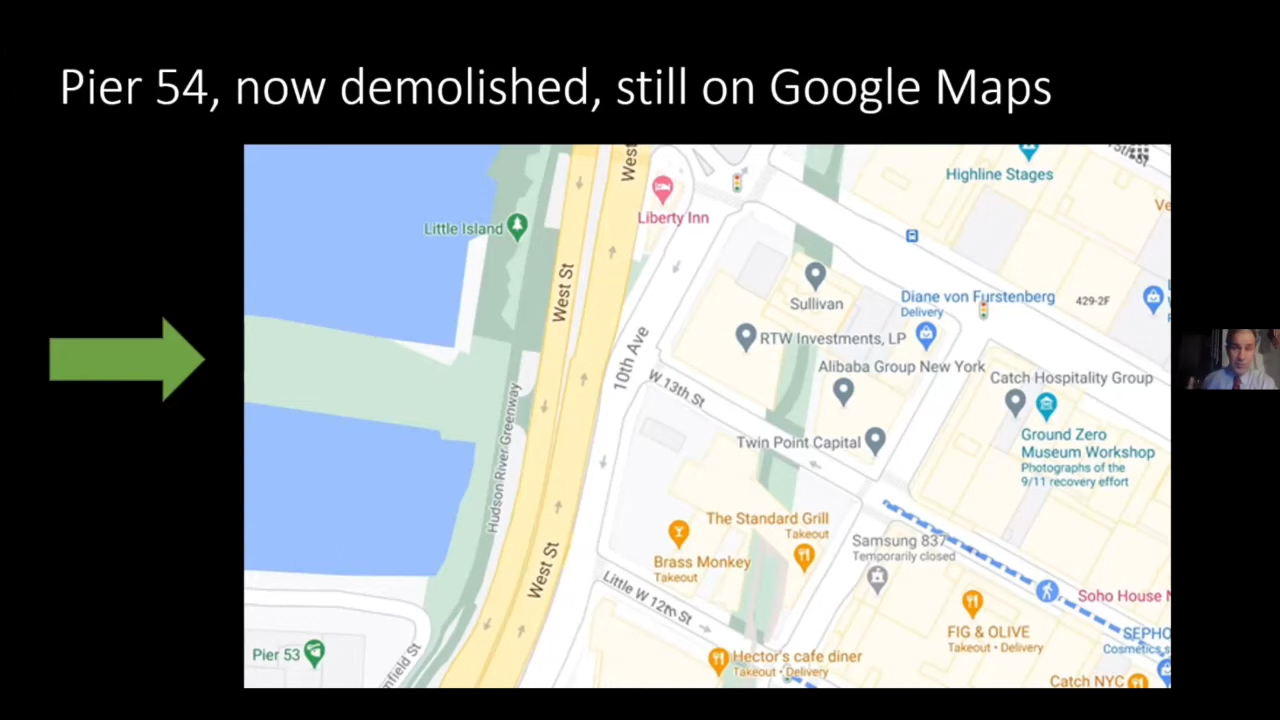 Pier 54, now demolished, still on Google Maps
West
Highline Stages
Ve
Liberty Inn
Little Island
West St
Sullivan
Diane von Furstenberg
Delivery
429-2F
RTW Investments, LP
10th Ave
Alibaba Group New York
W 13th St
Catch Hospitality Group
Hudson River Greenway
Twin Point Capital
Ground Zero
Museum Workshop
Photographs of the
9/11 recovery effort
The Standard Grill
Takeout
Brass Monkey
Takeout
Samsung 837
Temporarily closed
West St
Little W 12th St
Soho House N
FIG & OLIVE
Takeout • Delivery
SEPHO
Cosmetics s
Pier 53
mfield St
Hector's cafe diner
Takeout • Delivery
Catch NYC